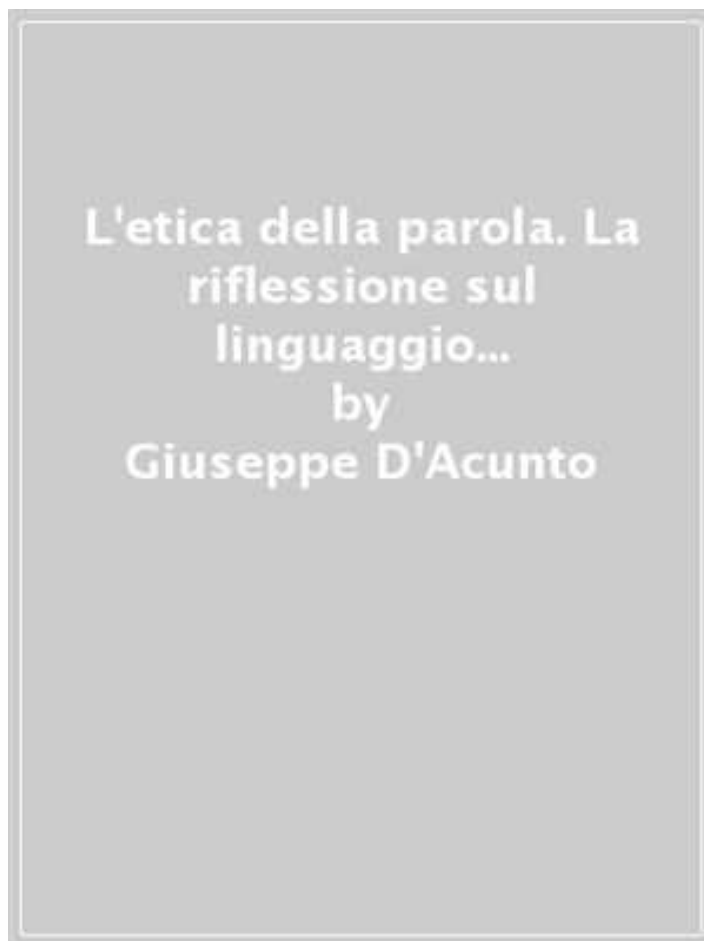 L'etica della parola. La
riflessione sul
linguaggio...
by
Giuseppe D'Acunto